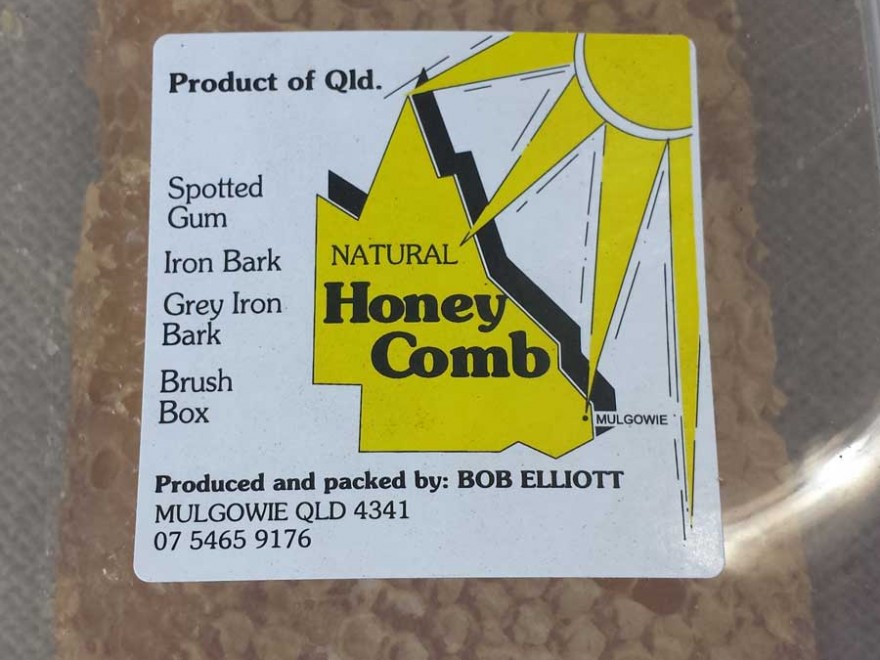 Product of Qld.
Spotted
Gum
Iron Bark
Grey Iron
Bark
Brush
Box
NATURAL
Honey
Comb
MULGOWIE
Produced and packed by: BOB ELLIOTT
MULGOWIE QLD 4341
07 5465 9176